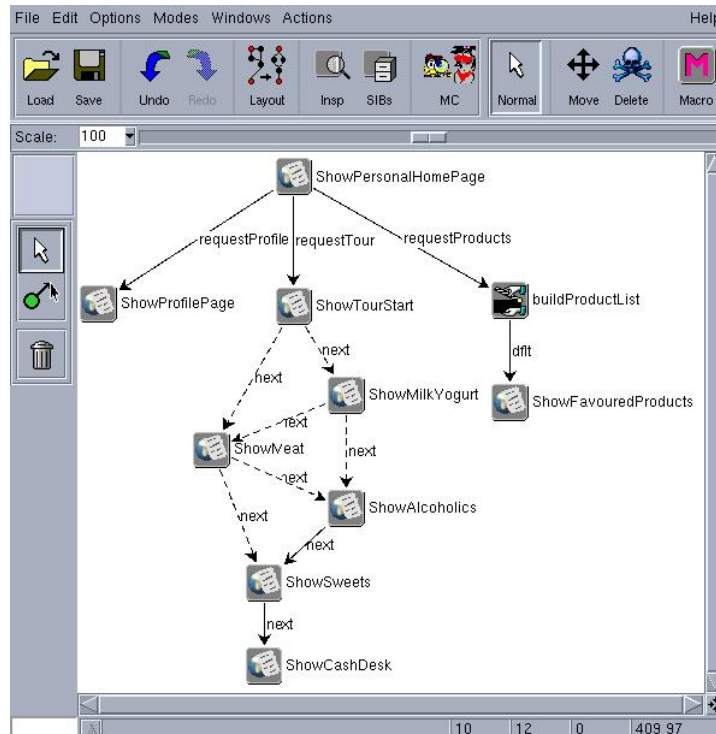 File Edit Options Modes Windows Actions Help
Load Save Undo Redo Layout Insp SIBs MC Normal Move Delete Macro
Scale: 100
ShowPersonalHomePage
requestProfile requestTour requestProducts
ShowProfilePage ShowTourStart buildProductList
next dflt
next
ShowMilkYogurt ShowFavouredProducts
next
ShowMeat next
next
ShowAlcoholics
next
next
ShowSweets
next
ShowCashDesk
10 12 0 409 97